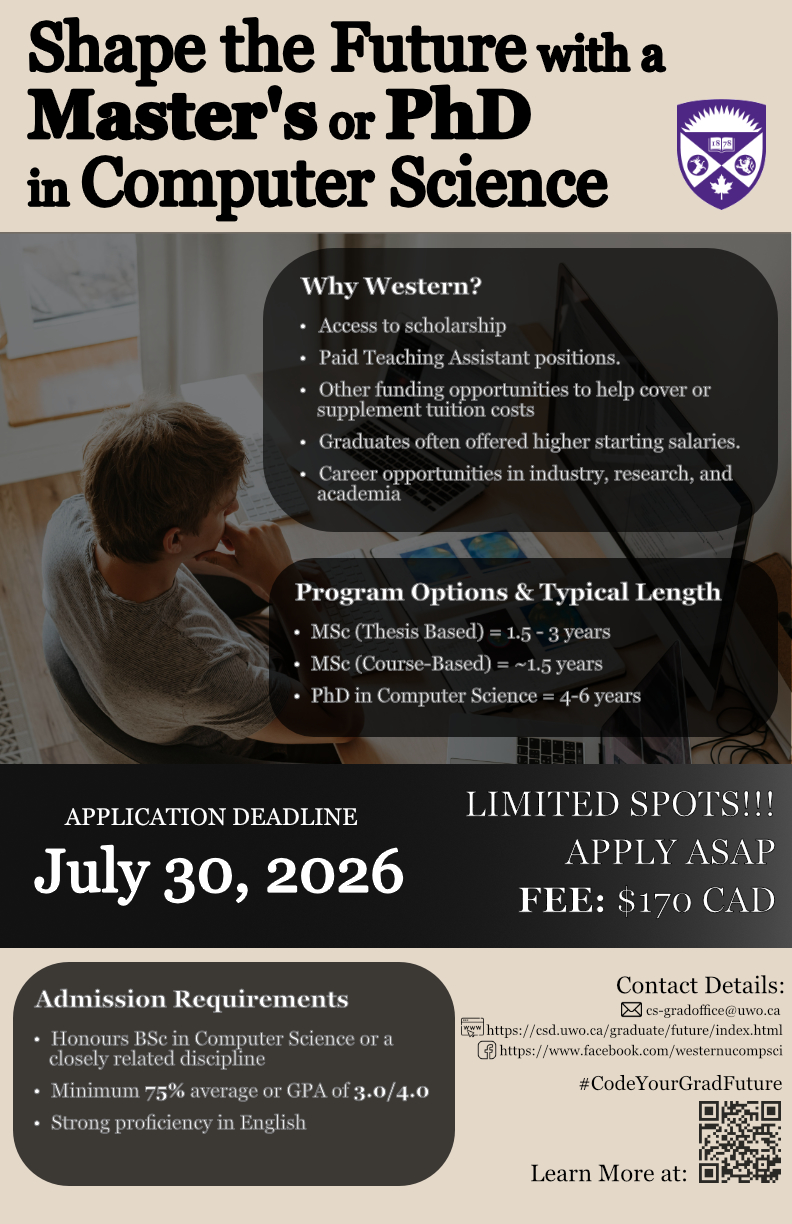 Shape the Future with a
Master's or PhD
in Computer Science
18 78
Why Western?
• Access to scholarship
• Paid Teaching Assistant positions.
• Other funding opportunities to help cover or
supplement tuition costs
• Graduates often offered higher starting salaries.
• Career opportunities in industry, research, and
academia
Program Options & Typical Length
• MSc (Thesis Based) = 1.5 - 3 years
• MSc (Course-Based) = ~1.5 years
• PhD in Computer Science = 4-6 years
APPLICATION DEADLINE
July 30, 2026
LIMITED SPOTS!!!
APPLY ASAP
FEE: $170 CAD
Admission Requirements
• Honours BSc in Computer Science or a
closely related discipline
• Minimum 75% average or GPA of 3.0/4.0
• Strong proficiency in English
Contact Details:
cs-gradoffice@uwo.ca
www https://csd.uwo.ca/graduate/future/index.html
https://www.facebook.com/westernucompsci
#CodeYourGradFuture
Learn More at: